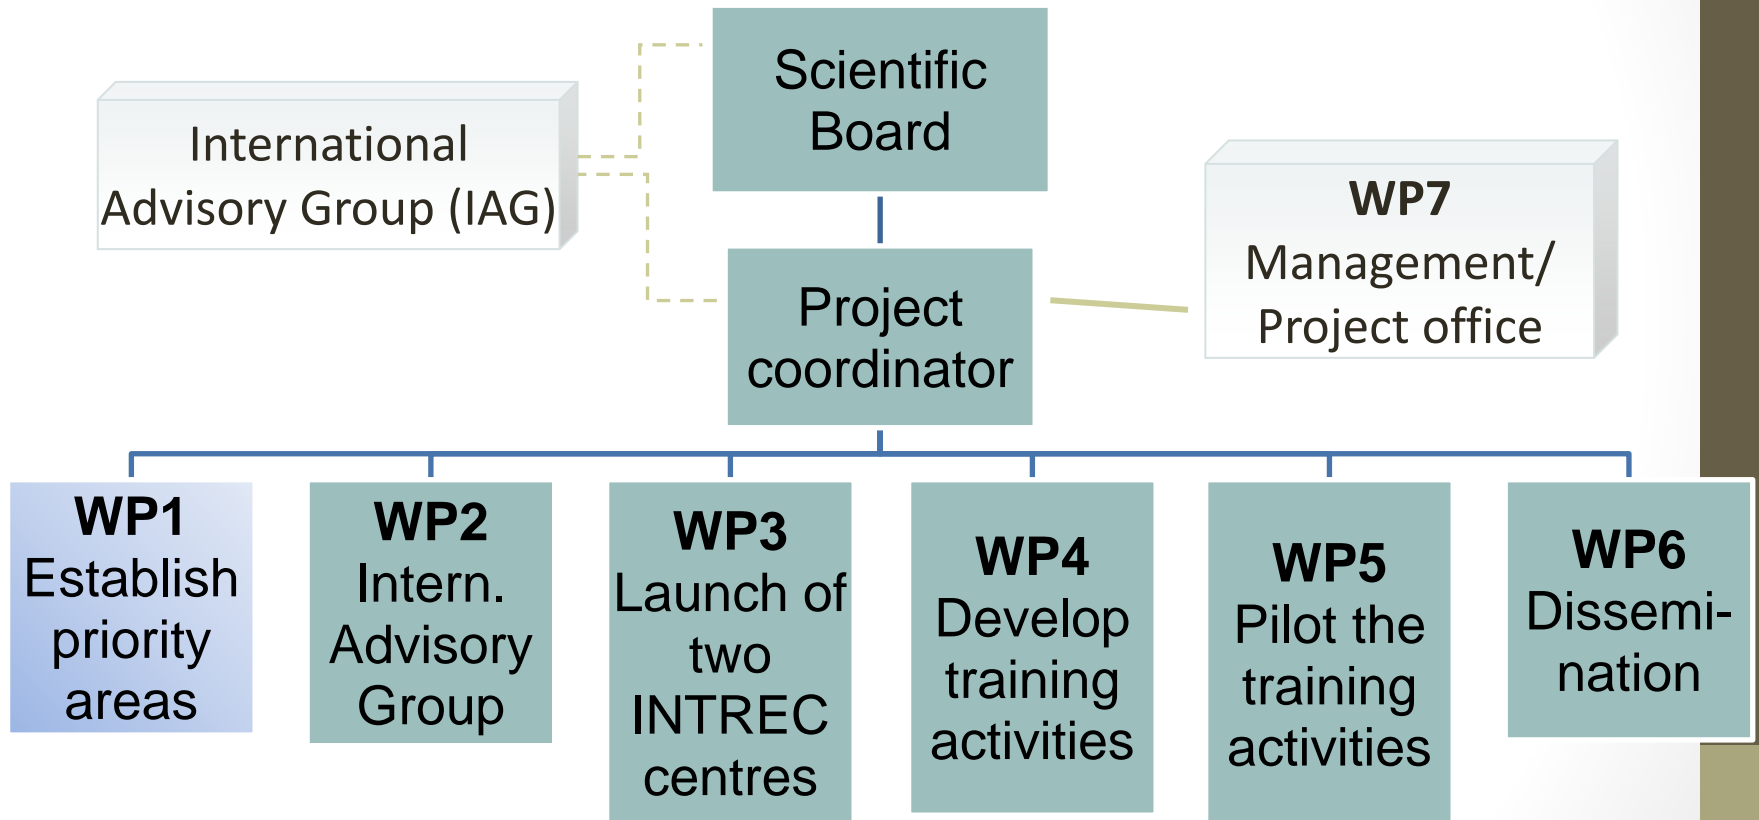 Scientific
Board
International
Advisory Group (IAG)
WP7
Management/
Project office
Project
coordinator
WP1
Establish
priority
areas
WP2
Intern.
Advisory
Group
WP3
Launch of
two
INTREC
centres
WP4
Develop
training
activities
WP5
Pilot the
training
activities
WP6
Dissemi-
nation